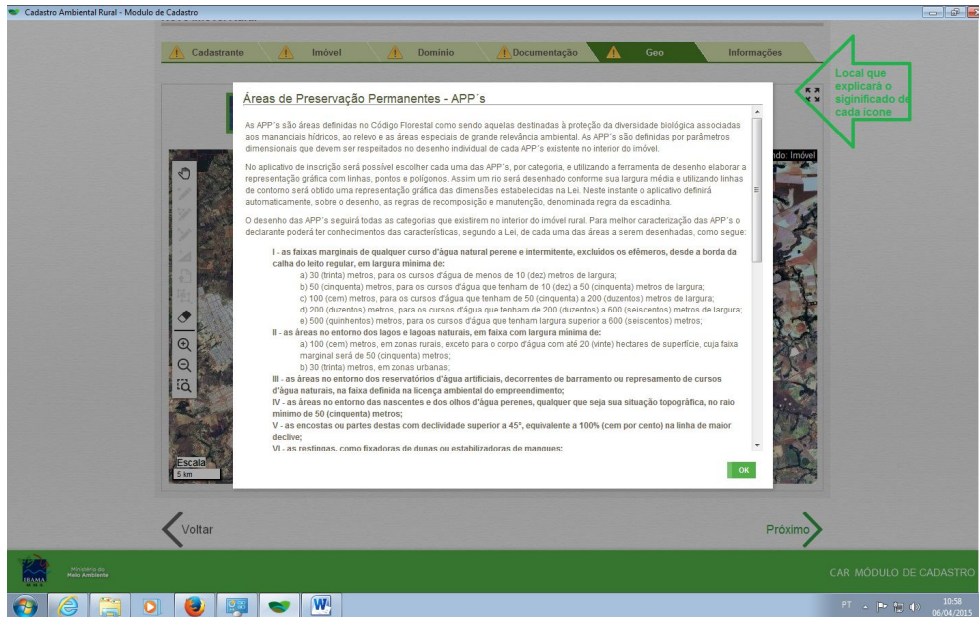 Cadastro Ambiental Rural - Modulo de Cadastro
Cadastrante
Imóvel
Domínio
Documentação
Geo
Informações
Local que
explicará o
siginificado de
cada icone
Áreas de Preservação Permanentes - APP´s
As APP´s são áreas definidas no Código Florestal como sendo aquelas destinadas à proteção da diversidade biológica associadas
aos mananciais hídricos, ao relevo e as áreas especiais de grande relevância ambiental. As APP´s são definidas por parâmetros
dimensionais que devem ser respeitados no desenho individual de cada APP´s existente no interior do imóvel.
No aplicativo de inscrição será possível escolher cada uma das APP´s, por categoria, e utilizando a ferramenta de desenho elaborar a
representação gráfica com linhas, pontos e polígonos. Assim um rio será desenhado conforme sua largura média e utilizando linhas
de contorno será obtido uma representação gráfica das dimensões estabelecidas na Lei. Neste instante o aplicativo definirá
automaticamente, sobre o desenho, as regras de recomposição e manutenção, denominada regra da escadinha.
O desenho das APP´s seguirá todas as categorias que existirem no interior do imóvel rural. Para melhor caracterização das APP´s o
declarante poderá ter conhecimentos das características, segundo a Lei, de cada uma das áreas a serem desenhadas, como segue:
I - as faixas marginais de qualquer curso d'água natural perene e intermitente, excluídos os efêmeros, desde a borda da
calha do leito regular, em largura mínima de:
a) 30 (trinta) metros, para os cursos d'água de menos de 10 (dez) metros de largura;
b) 50 (cinquenta) metros, para os cursos d'água que tenham de 10 (dez) a 50 (cinquenta) metros de largura;
c) 100 (cem) metros, para os cursos d'água que tenham de 50 (cinquenta) a 200 (duzentos) metros de largura;
d) 200 (duzentos) metros, para os cursos d'água que tenham de 200 (duzentos) a 600 (seiscentos) metros de largura;
e) 500 (quinhentos) metros, para os cursos d'água que tenham largura superior a 600 (seiscentos) metros;
II - as áreas no entorno dos lagos e lagoas naturais, em faixa com largura mínima de:
a) 100 (cem) metros, em zonas rurais, exceto para o corpo d'água com até 20 (vinte) hectares de superfície, cuja faixa
marginal será de 50 (cinquenta) metros;
b) 30 (trinta) metros, em zonas urbanas;
III - as áreas no entorno dos reservatórios d'água artificiais, decorrentes de barramento ou represamento de cursos
d'água naturais, na faixa definida na licença ambiental do empreendimento;
IV - as áreas no entorno das nascentes e dos olhos d'água perenes, qualquer que seja sua situação topográfica, no raio
mínimo de 50 (cinquenta) metros;
V - as encostas ou partes destas com declividade superior a 45°, equivalente a 100% (cem por cento) na linha de maior
declive;
VI - as restingas, como fixadoras de dunas ou estabilizadoras de mangues;
ndo: Imóvel
Escala
5 km
OK
Voltar
Próximo
IBAMA
M M A
Ministério do
Meio Ambiente
CAR MÓDULO DE CADASTRO
PT
10:58
06/04/2015